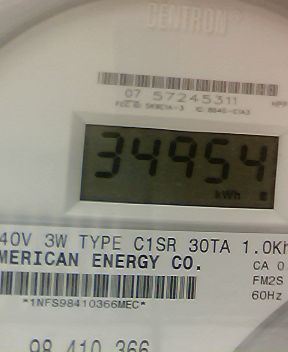 CENTRON®
07 57245311
34954
kWh
40V 3W TYPE C1SR 30TA 1.0Kh
MERICAN ENERGY CO.
CA 0
FM2S
*1NFS98410366MEC*
60Hz
98 410 366